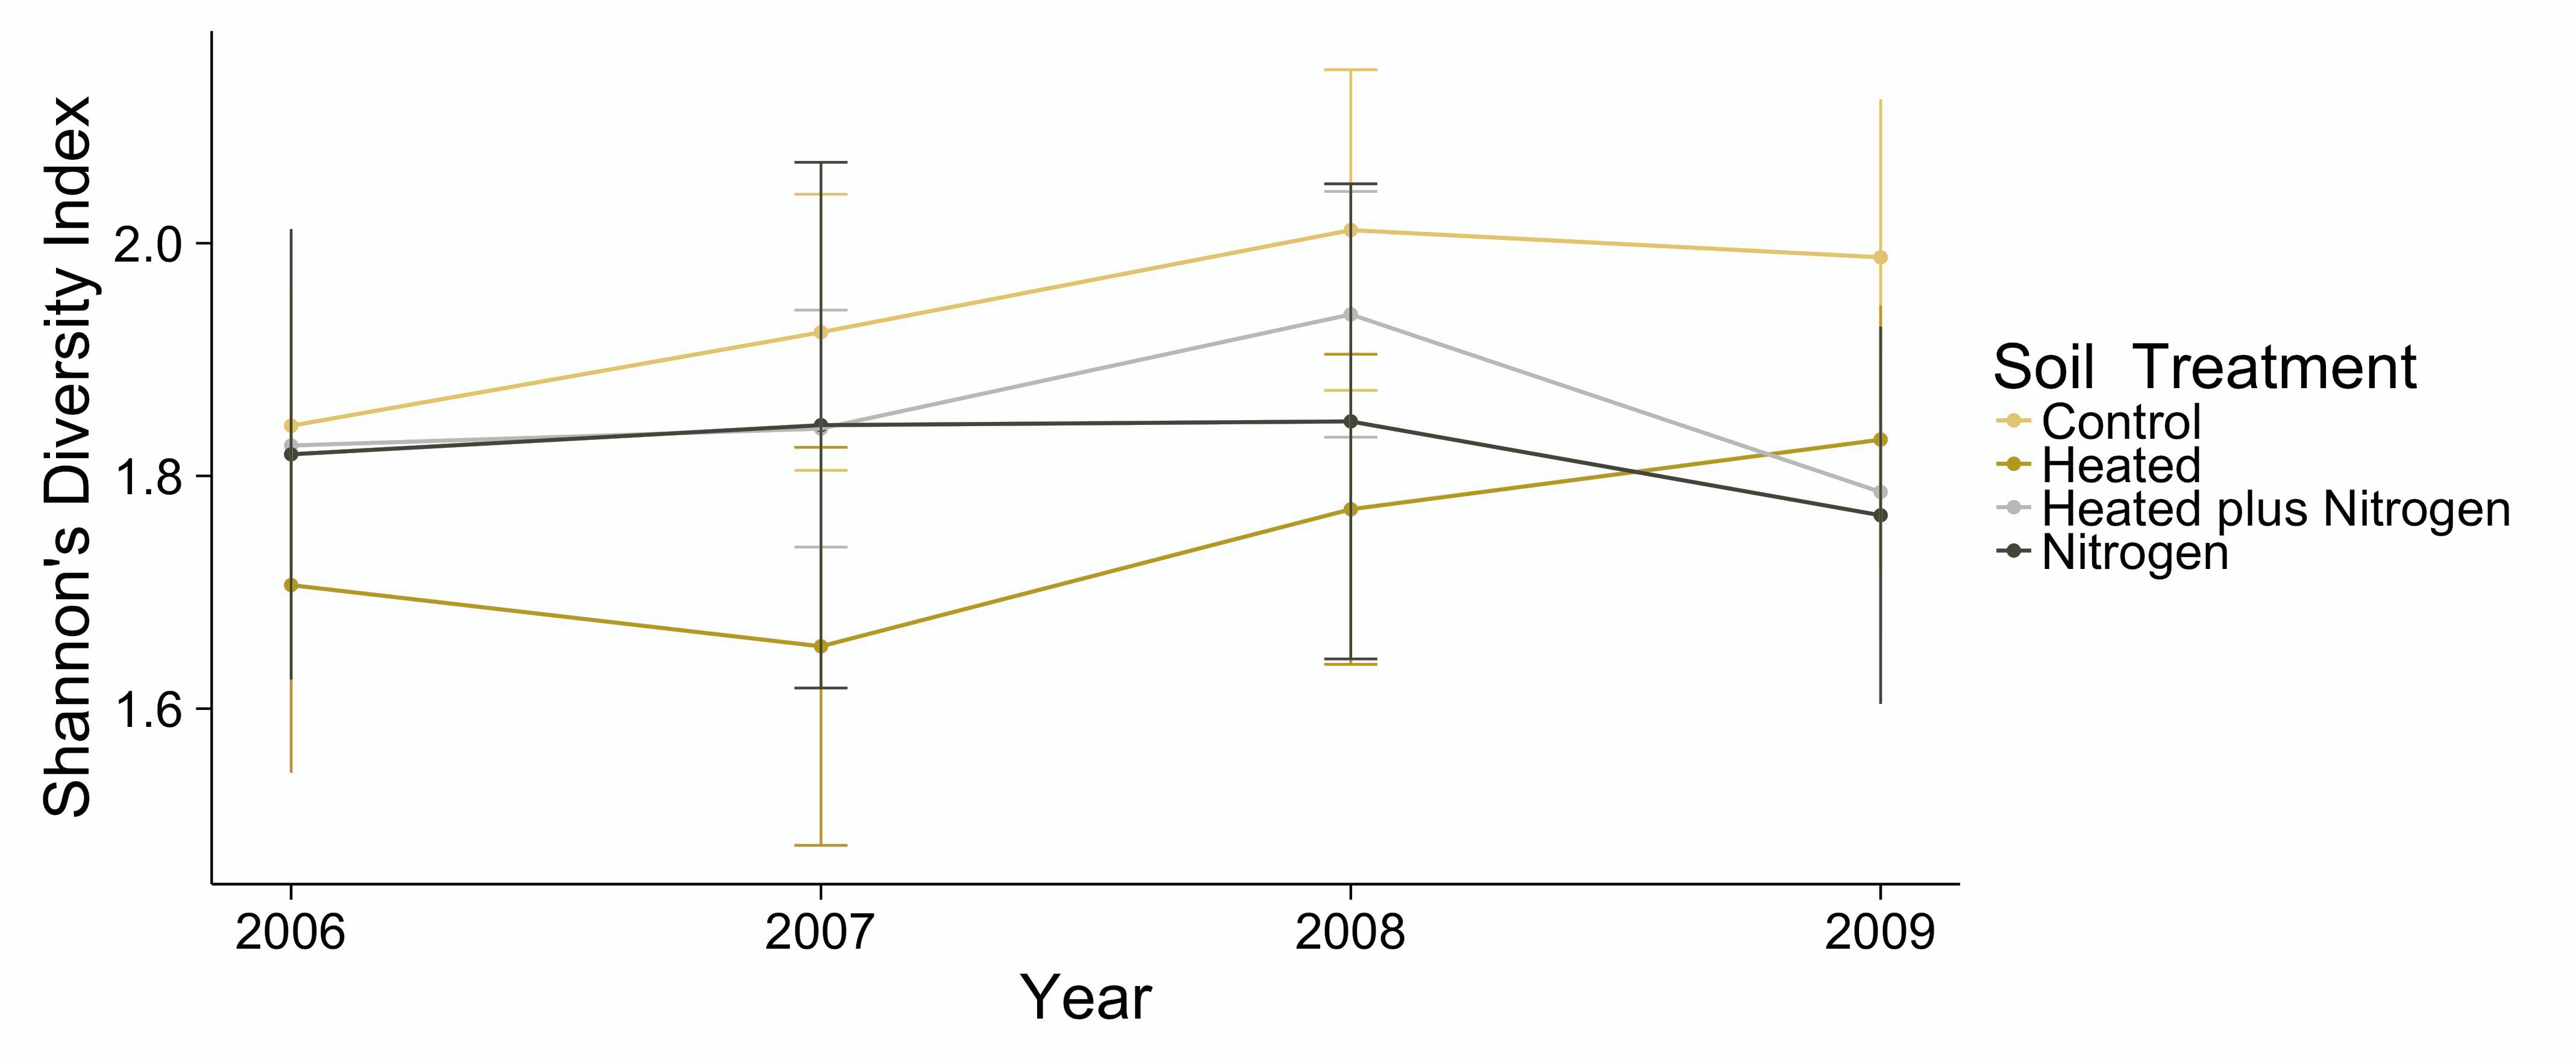 Shannon's Diversity Index
2.0
1.8
1.6
2006 2007 2008 2009
Year
Soil Treatment
Control
Heated
Heated plus Nitrogen
Nitrogen